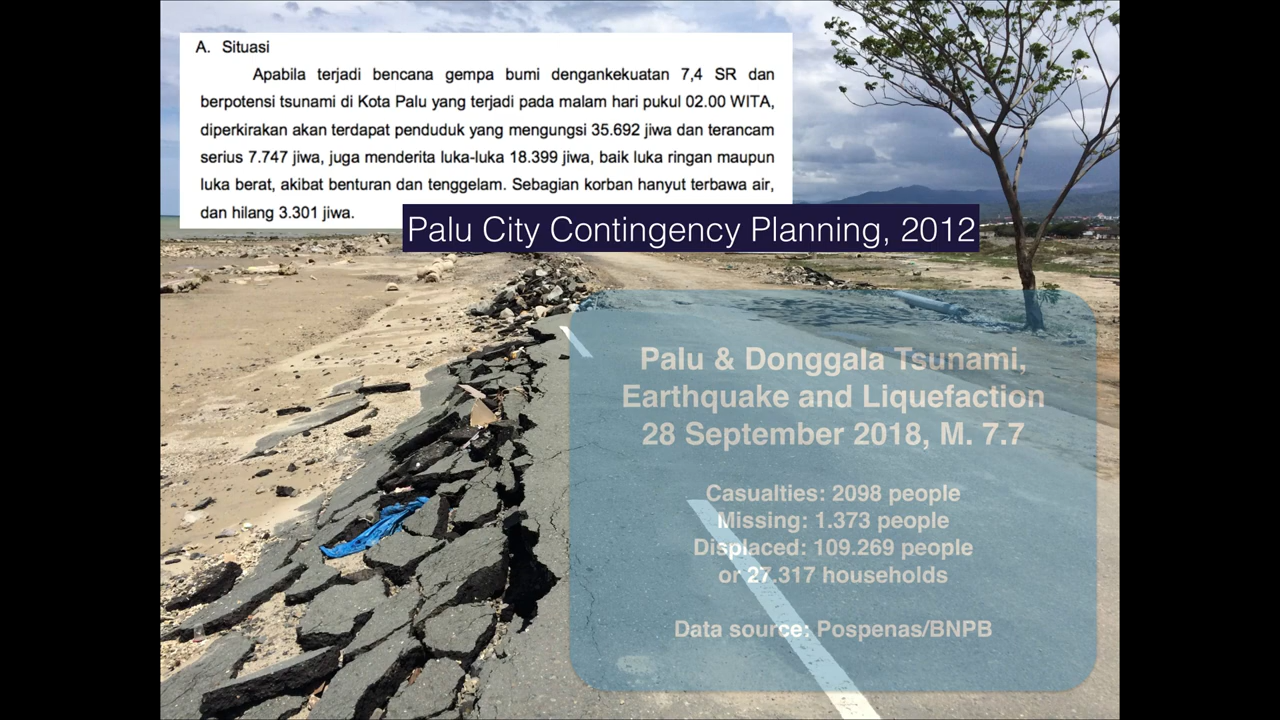 A. Situasi
Apabila terjadi bencana gempa bumi dengankekuatan 7,4 SR dan
berpotensi tsunami di Kota Palu yang terjadi pada malam hari pukul 02.00 WITA,
diperkirakan akan terdapat penduduk yang mengungsi 35.692 jiwa dan terancam
serius 7.747 jiwa, juga menderita luka-luka 18.399 jiwa, baik luka ringan maupun
luka berat, akibat benturan dan tenggelam. Sebagian korban hanyut terbawa air,
dan hilang 3.301 jiwa.
Palu City Contingency Planning, 2012
Palu & Donggala Tsunami,
Earthquake and Liquefaction
28 September 2018, M. 7.7
Casualties: 2098 people
Missing: 1.373 people
Displaced: 109.269 people
or 27.317 households
Data source: Pospenas/BNPB